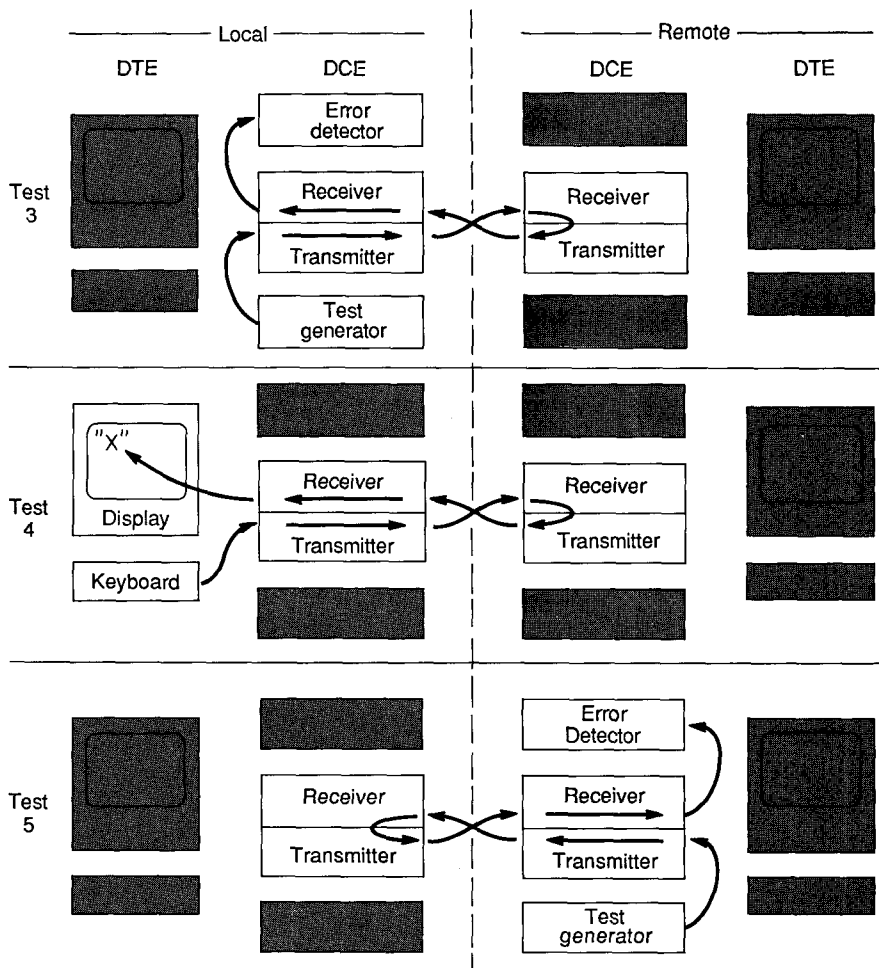 Local
Remote
DTE
DCE
DCE
DTE
Test
3
Error
detector
Receiver
Transmitter
Test
generator
Receiver
Transmitter
Test
4
"X"
Display
Keyboard
Receiver
Transmitter
Receiver
Transmitter
Test
5
Receiver
Transmitter
Error
Detector
Receiver
Transmitter
Test
generator